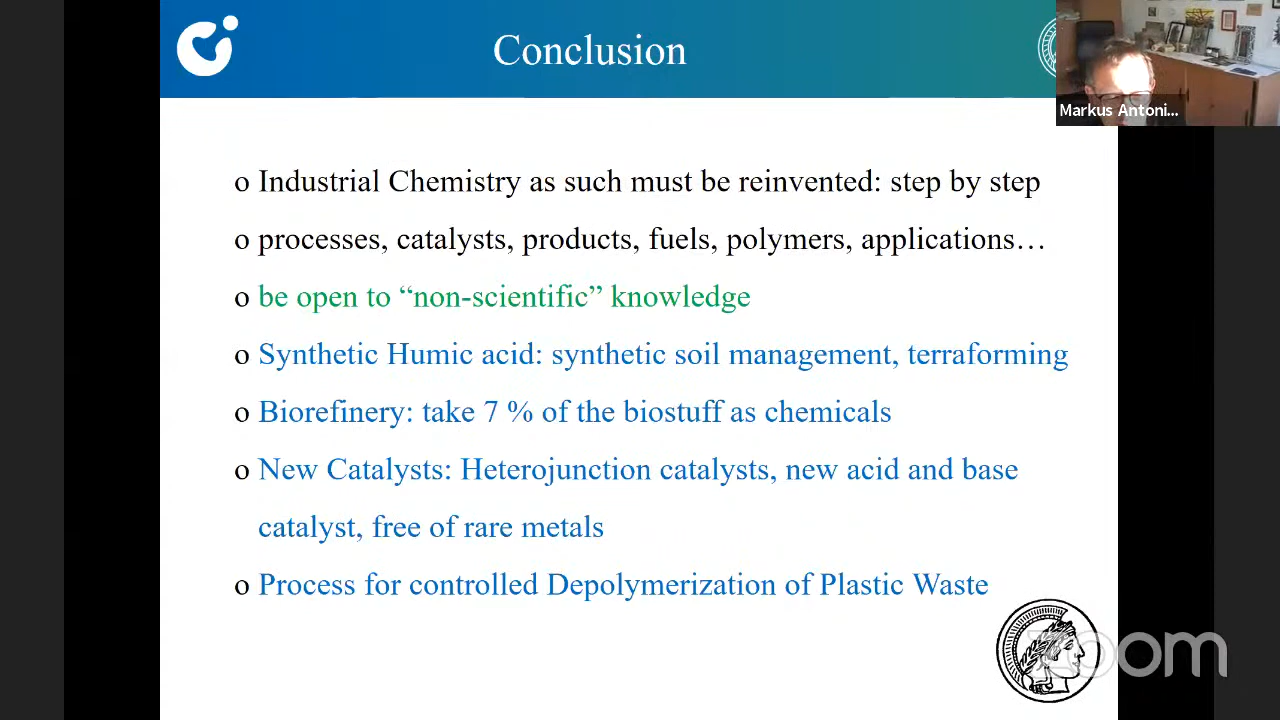 Conclusion
Markus Antoni...
o Industrial Chemistry as such must be reinvented: step by step
o processes, catalysts, products, fuels, polymers, applications…
o be open to “non-scientific” knowledge
o Synthetic Humic acid: synthetic soil management, terraforming
o Biorefinery: take 7 % of the biostuff as chemicals
o New Catalysts: Heterojunction catalysts, new acid and base
catalyst, free of rare metals
o Process for controlled Depolymerization of Plastic Waste
zoom